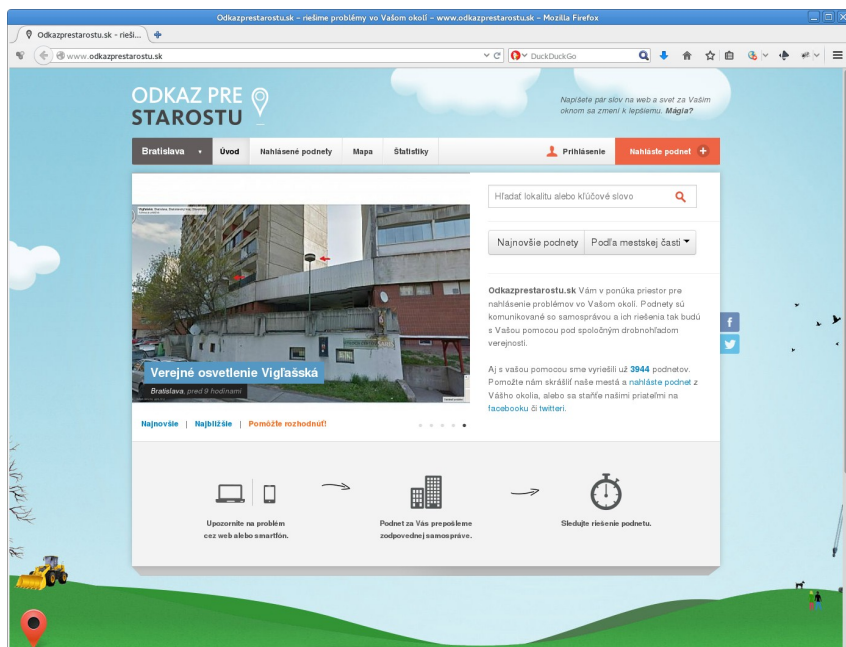 Odkazprestarostu.sk – riešime problémy vo Vašom okolí – www.odkazprestarostu.sk – Mozilla Firefox
Odkazprestarostu.sk – rieši...
www.odkazprestarostu.sk
DuckDuckGo
ODKAZ PRE
STAROSTU
Napíšete pár slov na web a svet za Vaším
oknom sa zmení k lepšiemu. Mágia?
Bratislava
Úvod
Nahlásené podnety
Mapa
Štatistiky
Prihlásenie
Nahláste podnet
Hľadať lokalitu alebo kľúčové slovo
Najnovšie podnety
Podľa mestskej časti
Verejné osvetlenie Vigľašská
Bratislava, pred 9 hodinami
Najnovšie | Najbližšie | Pomôžte rozhodnúť!
Odkazprestarostu.sk Vám v ponúka priestor pre
nahlásenie problémov vo Vašom okolí. Podnety sú
komunikované so samosprávou a ich riešenia tak budú
s Vašou pomocou pod spoločným drobnohľadom
verejnosti.
Aj s vašou pomocou sme vyriešili už 3944 podnetov.
Pomožte nám skrášliť naše mestá a nahláste podnet z
Vášho okolia, alebo sa staňťe našimi priateľmi na
facebooku či twitteri.
Upozornite na problém
cez web alebo smartfón.
Podnet za Vás prepošleme
zodpovednej samospráve.
Sledujte riešenie podnetu.